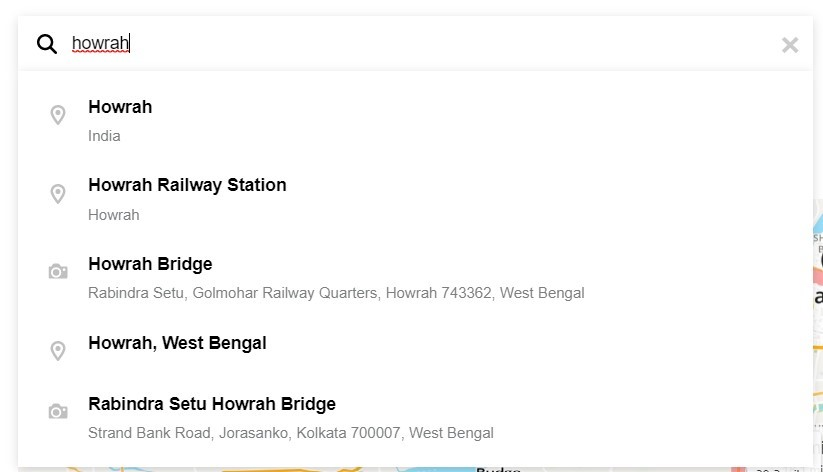 howrah
Howrah
India
Howrah Railway Station
Howrah
Howrah Bridge
Rabindra Setu, Golmohar Railway Quarters, Howrah 743362, West Bengal
Howrah, West Bengal
Rabindra Setu Howrah Bridge
Strand Bank Road, Jorasanko, Kolkata 700007, West Bengal